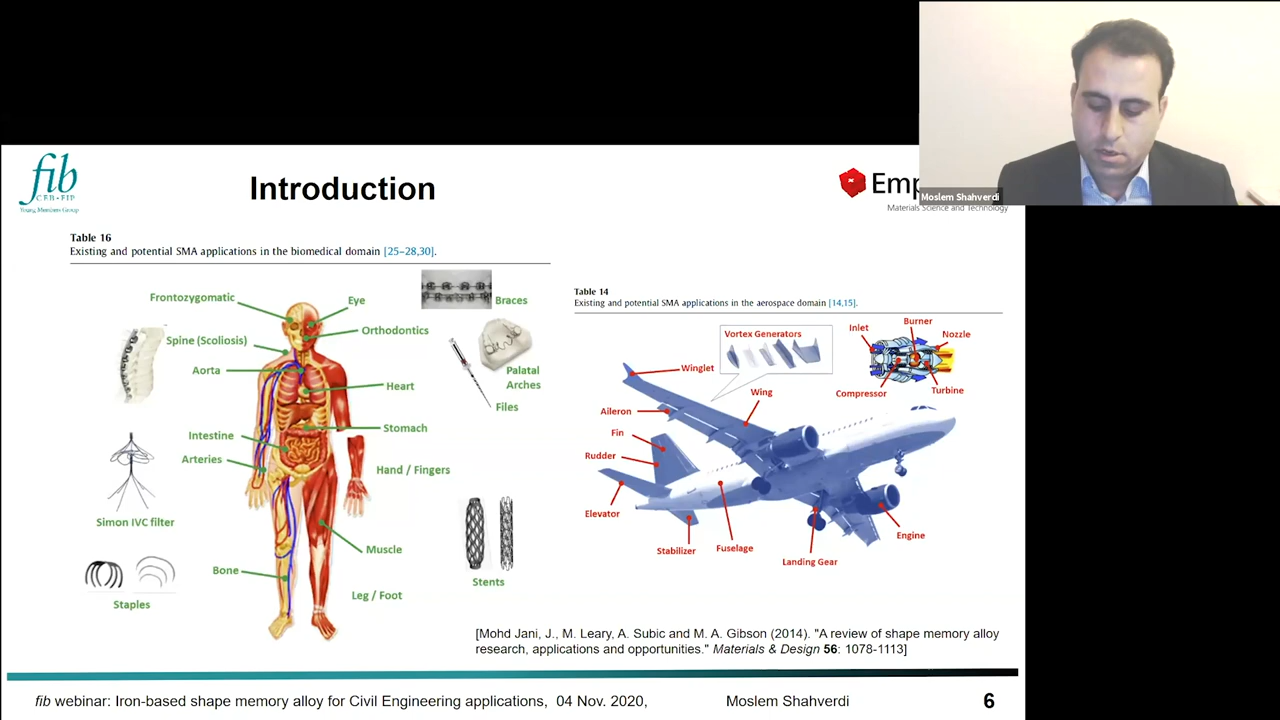 fib
CEB-FIP
Young Members Group
Introduction
Emp
Materials Science and Technology
Moslem Shahverdi
Table 16
Existing and potential SMA applications in the biomedical domain [25–28,30].
Frontozygomatic
Eye
Braces
Orthodontics
Spine (Scoliosis)
Aorta
Palatal
Arches
Heart
Files
Stomach
Intestine
Arteries
Hand / Fingers
Simon IVC filter
Muscle
Bone
Stents
Leg / Foot
Staples
Table 14
Existing and potential SMA applications in the aerospace domain [14,15].
Vortex Generators
Inlet
Burner
Nozzle
Winglet
Compressor
Turbine
Wing
Aileron
Fin
Rudder
Elevator
Stabilizer
Fuselage
Landing Gear
Engine
[Mohd Jani, J., M. Leary, A. Subic and M. A. Gibson (2014). "A review of shape memory alloy
research, applications and opportunities." Materials & Design 56: 1078-1113]
fib webinar: Iron-based shape memory alloy for Civil Engineering applications, 04 Nov. 2020, Moslem Shahverdi 6